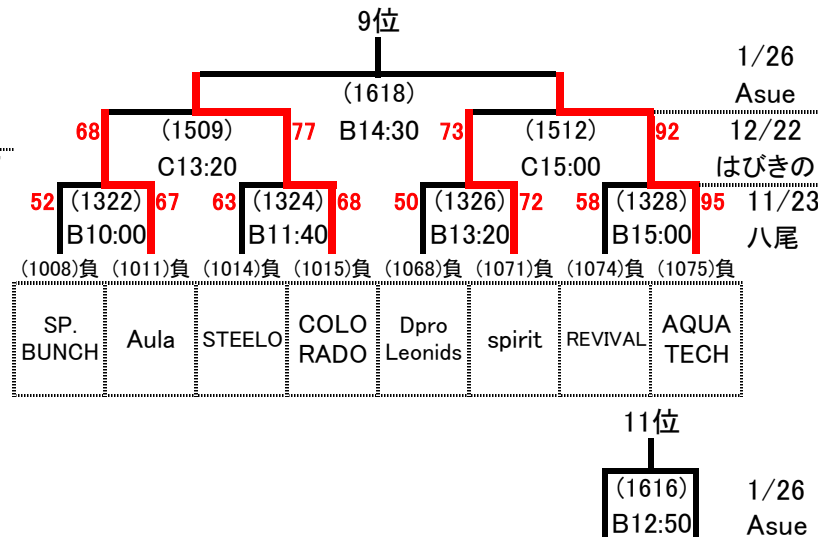 9位
1/26
(1618)
Asue
68
(1509)
77
B14:30
73
(1512)
92
12/22
C13:20
C15:00
はびきの
52
(1322)
67
63
(1324)
68
50
(1326)
72
58
(1328)
95
11/23
B10:00
B11:40
B13:20
B15:00
八尾
(1008)負
(1011)負
(1014)負
(1015)負
(1068)負
(1071)負
(1074)負
(1075)負
SP.
BUNCH
Aula
STEELO
COLO
RADO
Dpro
Leonids
spirit
REVIVAL
AQUA
TECH
11位
(1616)
1/26
B12:50
Asue